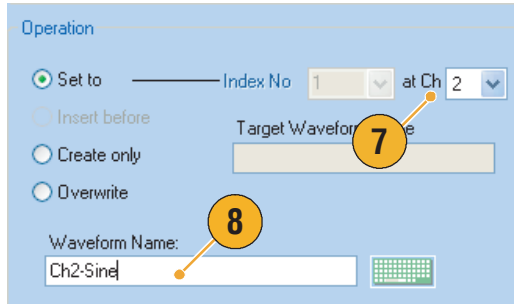 Operation
Set to Index No 1 at Ch 2
Insert before
Target Wavefor
Create only
7
Overwrite
8
Waveform Name:
Ch2-Sine